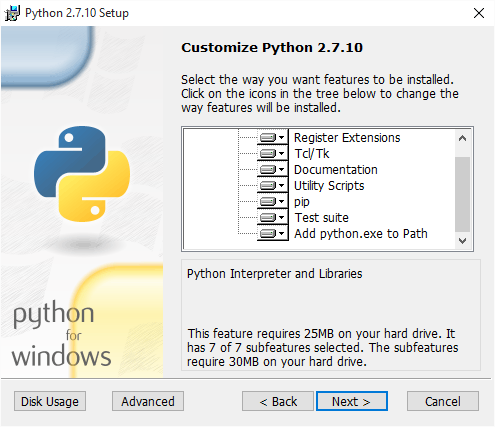 Python 2.7.10 Setup
Customize Python 2.7.10
Select the way you want features to be installed.
Click on the icons in the tree below to change the
way features will be installed.
Register Extensions
Tcl/Tk
Documentation
Utility Scripts
pip
Test suite
Add python.exe to Path
Python Interpreter and Libraries
This feature requires 25MB on your hard drive. It
has 7 of 7 subfeatures selected. The subfeatures
require 30MB on your hard drive.
python
for
windows
Disk Usage
Advanced
< Back
Next >
Cancel